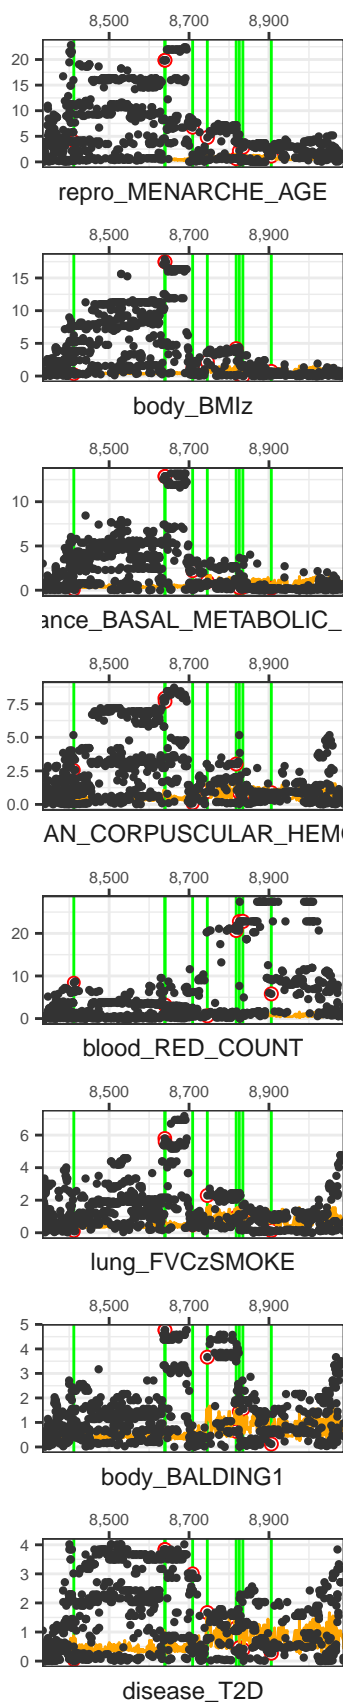 8,500 8,700 8,900
20
15
10
5
0
repro_MENARCHE_AGE
8,500 8,700 8,900
15
10
5
0
body_BMIz
8,500 8,700 8,900
10
5
0
ance_BASAL_METABOLIC_
8,500 8,700 8,900
7.5
5.0
2.5
0.0
AN_CORPUSCULAR_HEMO
8,500 8,700 8,900
20
10
0
blood_RED_COUNT
8,500 8,700 8,900
6
4
2
0
lung_FVCzSMOKE
8,500 8,700 8,900
5
4
3
2
1
0
body_BALDING1
8,500 8,700 8,900
4
3
2
1
0
disease_T2D